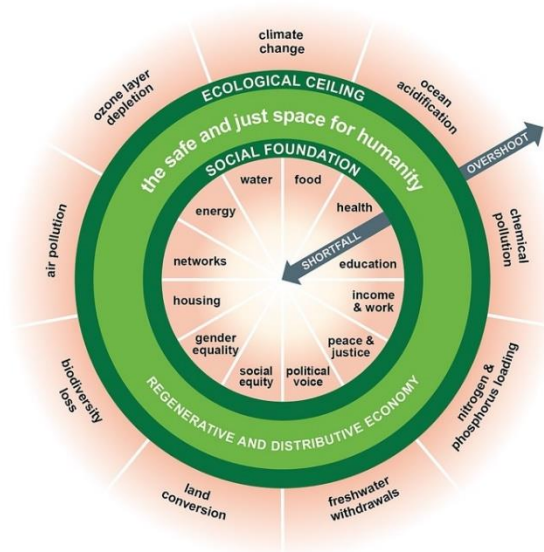 climate
change
ocean
acidification
chemical
pollution
nitrogen &
phosphorus loading
freshwater
withdrawals
land
conversion
biodiversity
loss
air pollution
ozone layer
depletion
ECOLOGICAL CEILING
the safe and just space for humanity
SOCIAL FOUNDATION
OVERSHOOT
SHORTFALL
water
food
health
education
income
& work
peace &
justice
political
voice
social
equity
gender
equality
housing
networks
energy
REGENERATIVE AND DISTRIBUTIVE ECONOMY